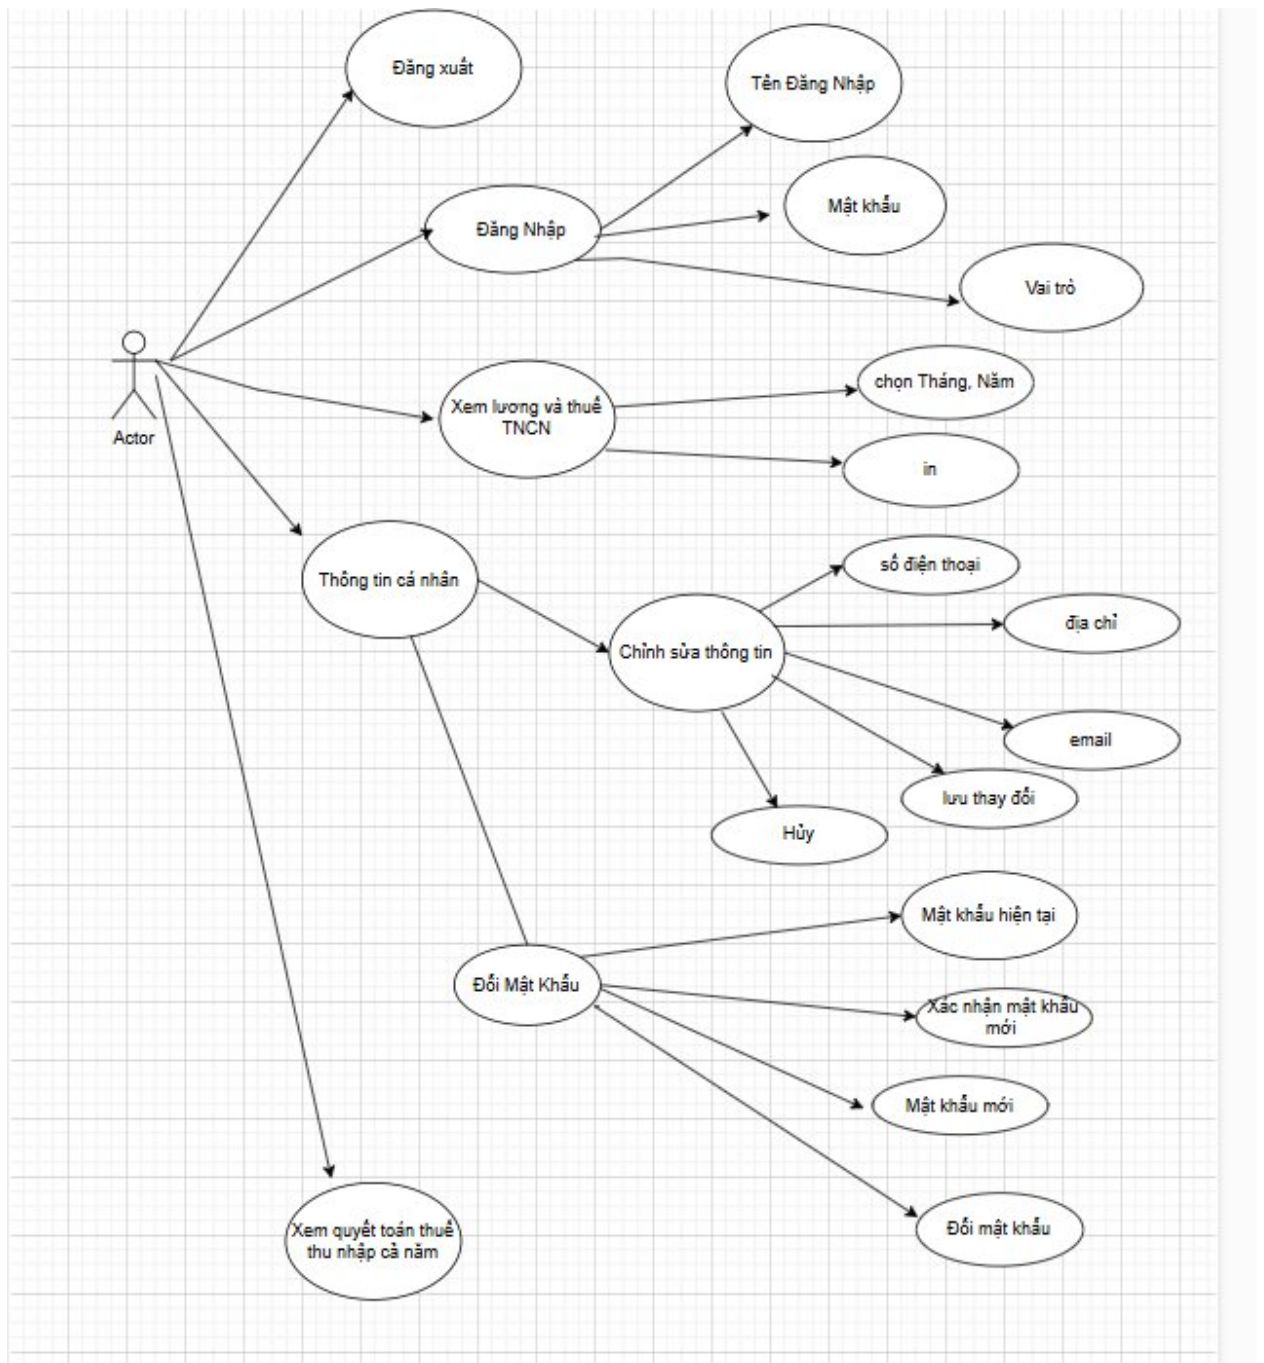 Đăng xuất
Tên Đăng Nhập
Mật khẩu
Đăng Nhập
Vai trò
Actor
Xem lương và thuế
TNCN
chọn Tháng, Năm
in
Thông tin cá nhân
số điện thoại
địa chỉ
Chỉnh sửa thông tin
email
lưu thay đổi
Hủy
Mật khẩu hiện tại
Đổi Mật Khẩu
Xác nhận mật khẩu
mới
Mật khẩu mới
Đổi mật khẩu
Xem quyết toán thuế
thu nhập cả năm